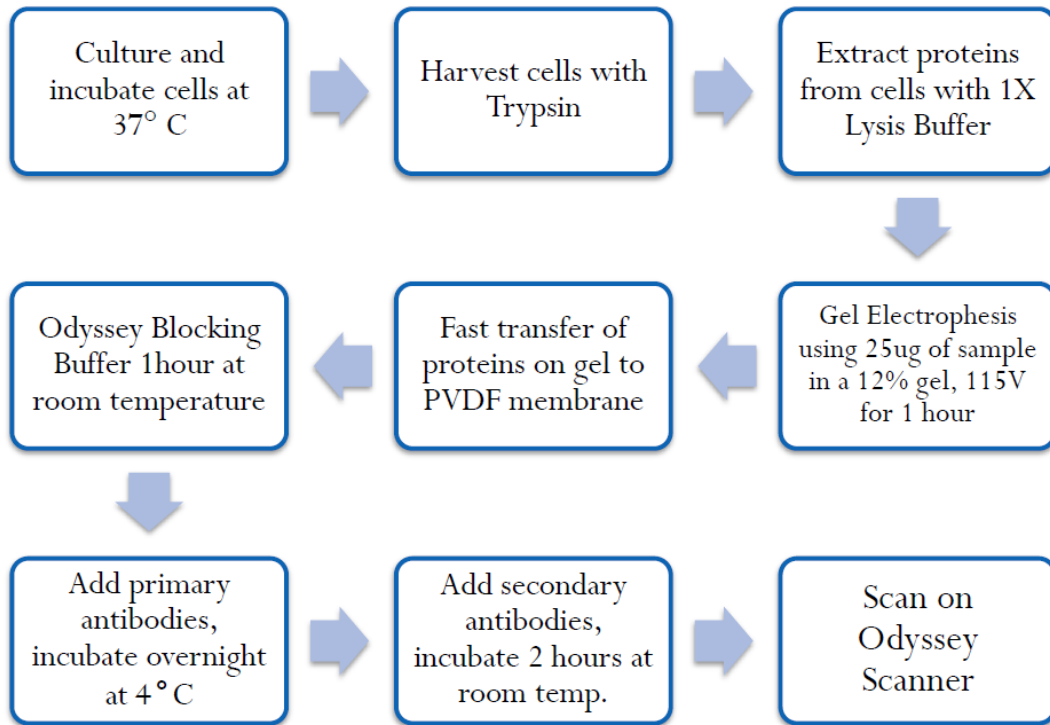 Culture and
incubate cells at
37° C
Harvest cells with
Trypsin
Extract proteins
from cells with 1X
Lysis Buffer
Gel Electrophesis
using 25ug of sample
in a 12% gel, 115V
for 1 hour
Fast transfer of
proteins on gel to
PVDF membrane
Odyssey Blocking
Buffer 1hour at
room temperature
Add primary
antibodies,
incubate overnight
at 4° C
Add secondary
antibodies,
incubate 2 hours at
room temp.
Scan on
Odyssey
Scanner